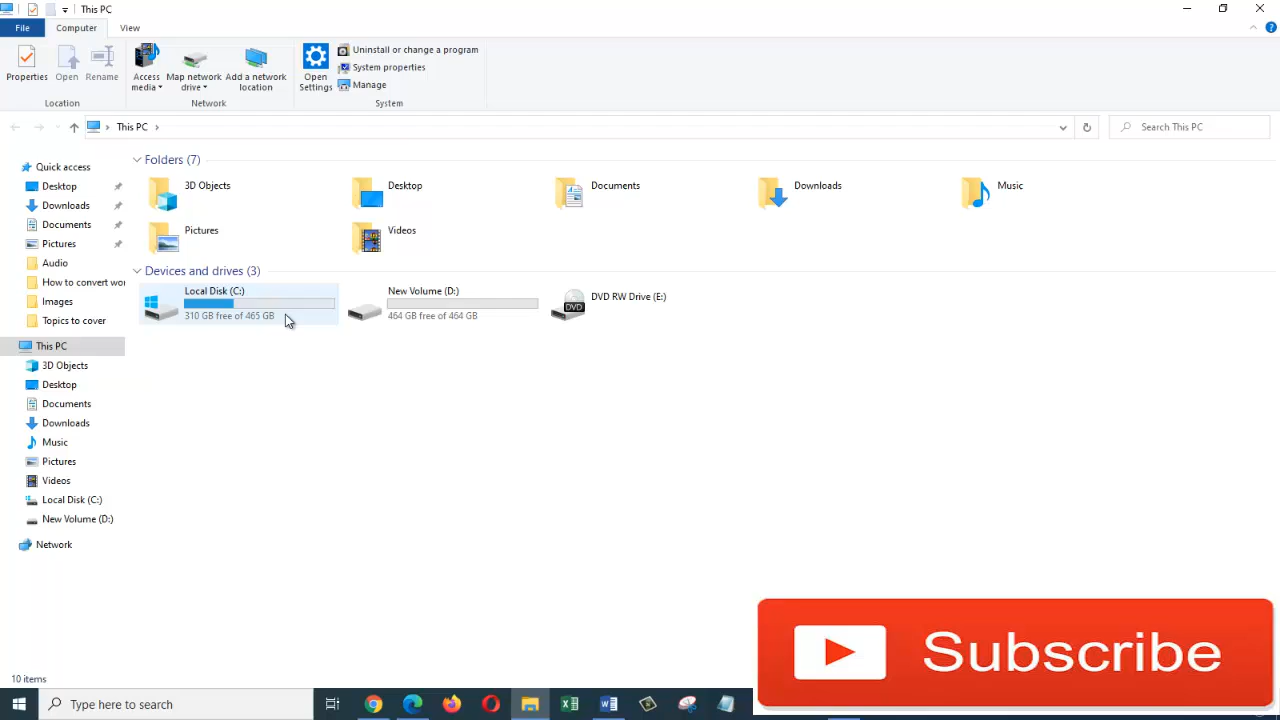 This PC
File
Computer
View
Properties
Open
Rename
Access media
Map network drive
Add a network location
Open Settings
Uninstall or change a program
System properties
Manage
Location
Network
System
This PC
Search This PC
Quick access
Desktop
Downloads
Documents
Pictures
Audio
How to convert wor
Images
Topics to cover
This PC
3D Objects
Desktop
Documents
Downloads
Music
Pictures
Videos
Local Disk (C:)
New Volume (D:)
Network
Folders (7)
3D Objects
Desktop
Documents
Downloads
Music
Pictures
Videos
Devices and drives (3)
Local Disk (C:)
310 GB free of 465 GB
New Volume (D:)
464 GB free of 464 GB
DVD RW Drive (E:)
DVD
10 items
Subscribe
Type here to search